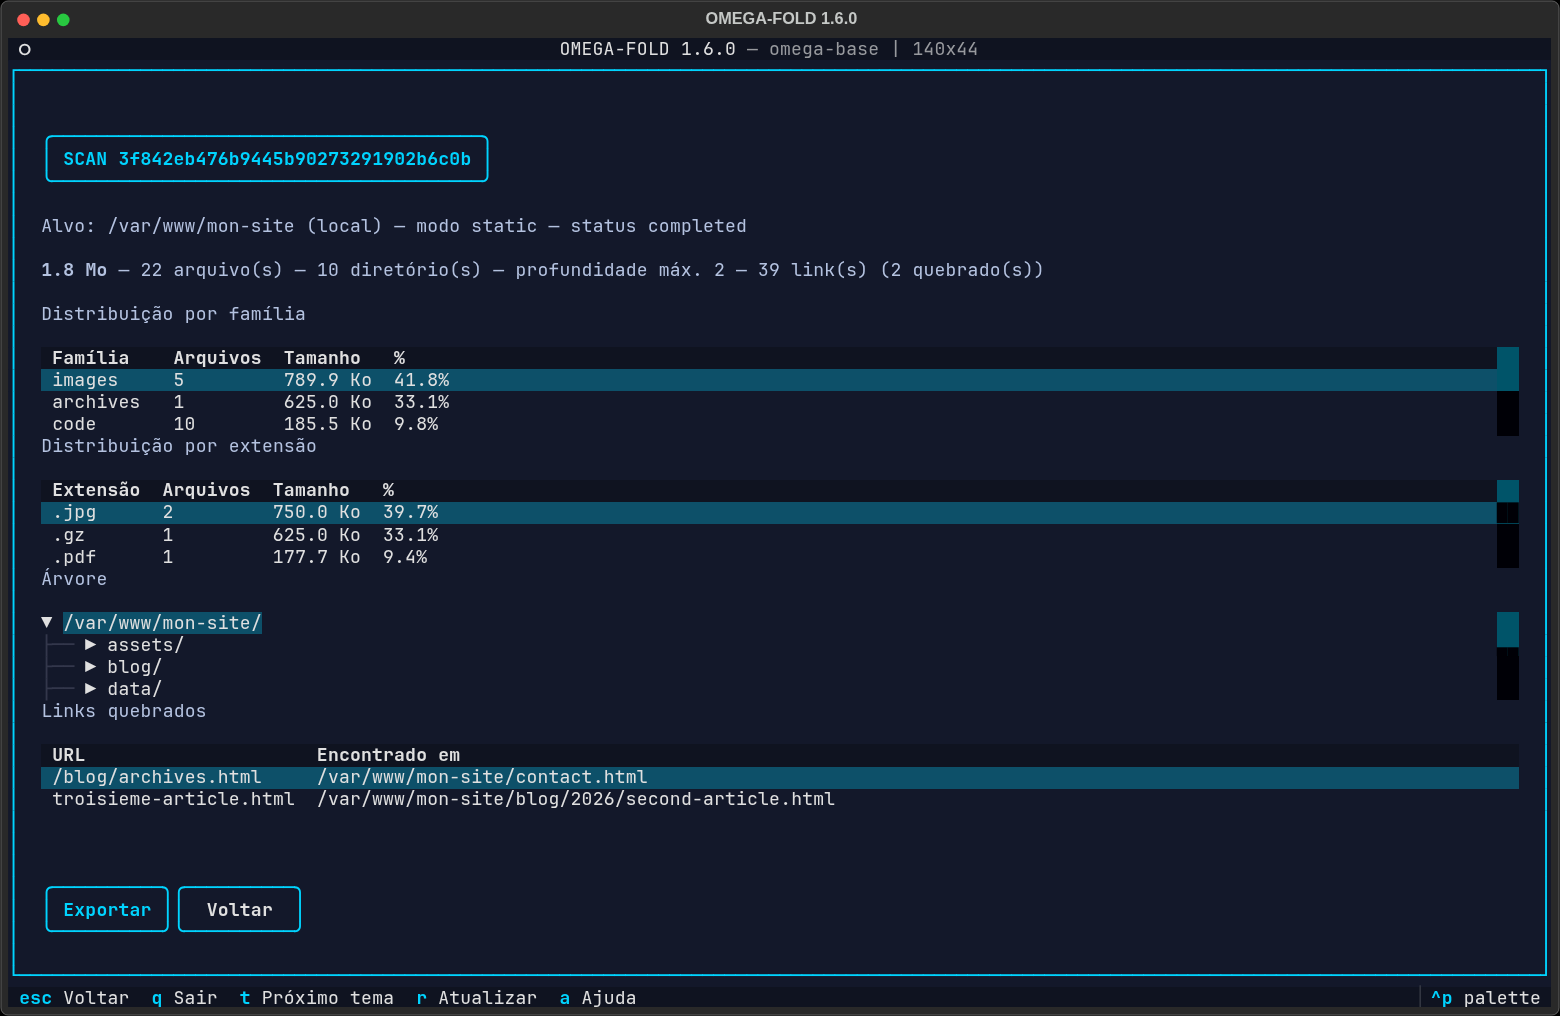 OMEGA-FOLD 1.6.0
OMEGA-FOLD 1.6.0 — omega-base | 140x44
SCAN 3f842eb476b9445b90273291902b6c0b
Alvo: /var/www/mon-site (local) — modo static — status completed
1.8 Mo — 22 arquivo(s) — 10 diretório(s) — profundidade máx. 2 — 39 link(s) (2 quebrado(s))
Distribuição por família
Família Arquivos Tamanho %
images 5 789.9 Ko 41.8%
archives 1 625.0 Ko 33.1%
code 10 185.5 Ko 9.8%
Distribuição por extensão
Extensão Arquivos Tamanho %
.jpg 2 750.0 Ko 39.7%
.gz 1 625.0 Ko 33.1%
.pdf 1 177.7 Ko 9.4%
Árvore
▼ /var/www/mon-site/
▶ assets/
▶ blog/
▶ data/
Links quebrados
URL Encontrado em
/blog/archives.html /var/www/mon-site/contact.html
troisieme-article.html /var/www/mon-site/blog/2026/second-article.html
Exportar Voltar
esc Voltar q Sair t Próximo tema r Atualizar a Ajuda ^p palette